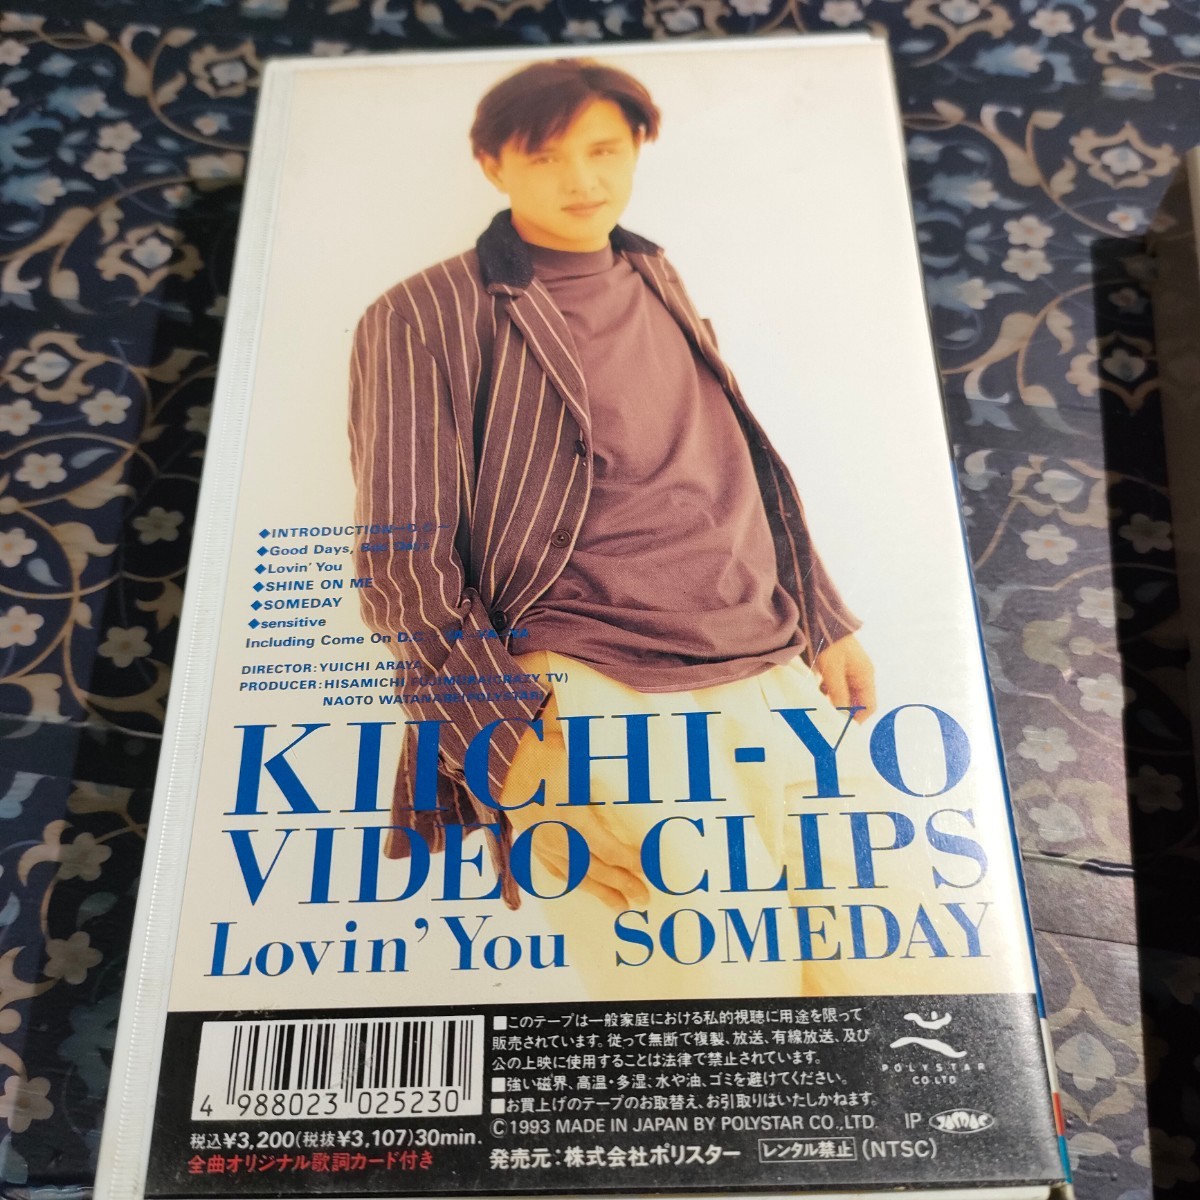 ◆INTRODUCTION－D.C－
◆Good Days, Bad Days
◆Lovin' You
◆SHINE ON ME
◆SOMEDAY
◆sensitive
Including Come On D.C.
DIRECTOR:YUICHI ARAYA
PRODUCER:HISAMICHI FUJIMURA(CRAZY TV)
NAOTO WATANABE(POLYSTAR)
KIICHI-YO
VIDEO CLIPS
Lovin' You SOMEDAY
4 988023 025230
税込¥3,200(税抜¥3,107)30min.
全曲オリジナル歌詞カード付き
■このテープは一般家庭における私的視聴に用途を限って
販売されています。従って無断で複製、放送、有線放送、及び
公の上映に使用することは法律で禁止されています。
■強い磁界、高温・多湿、水や油、ゴミを避けてください。
■お買上げのテープのお取替え、お引取りはいたしかねます。
©1993 MADE IN JAPAN BY POLYSTAR CO.,LTD. IP JASRAC
発売元:株式会社ポリスター レンタル禁止 (NTSC)
POLYSTAR
CO.LTD